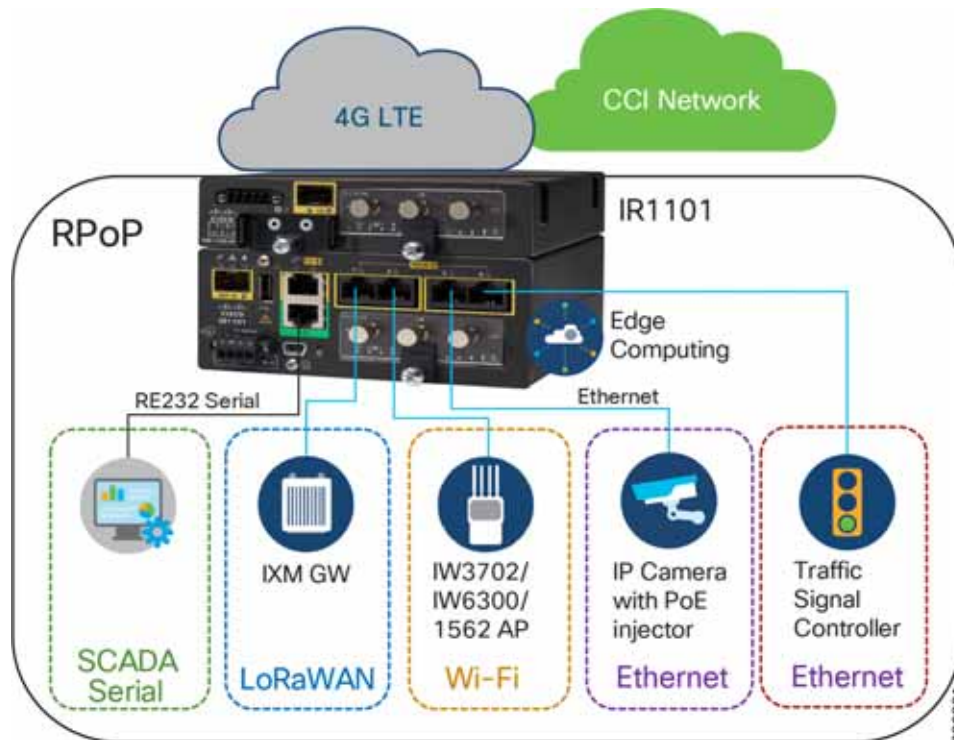 4G LTE
CCI Network
RPoP
IR1101
Edge
Computing
RE232 Serial
Ethernet
IXM GW
IW3702/
IW6300/
1562 AP
IP Camera
with PoE
injector
Traffic
Signal
Controller
SCADA
Serial
LoRaWAN
Wi-Fi
Ethernet
Ethernet